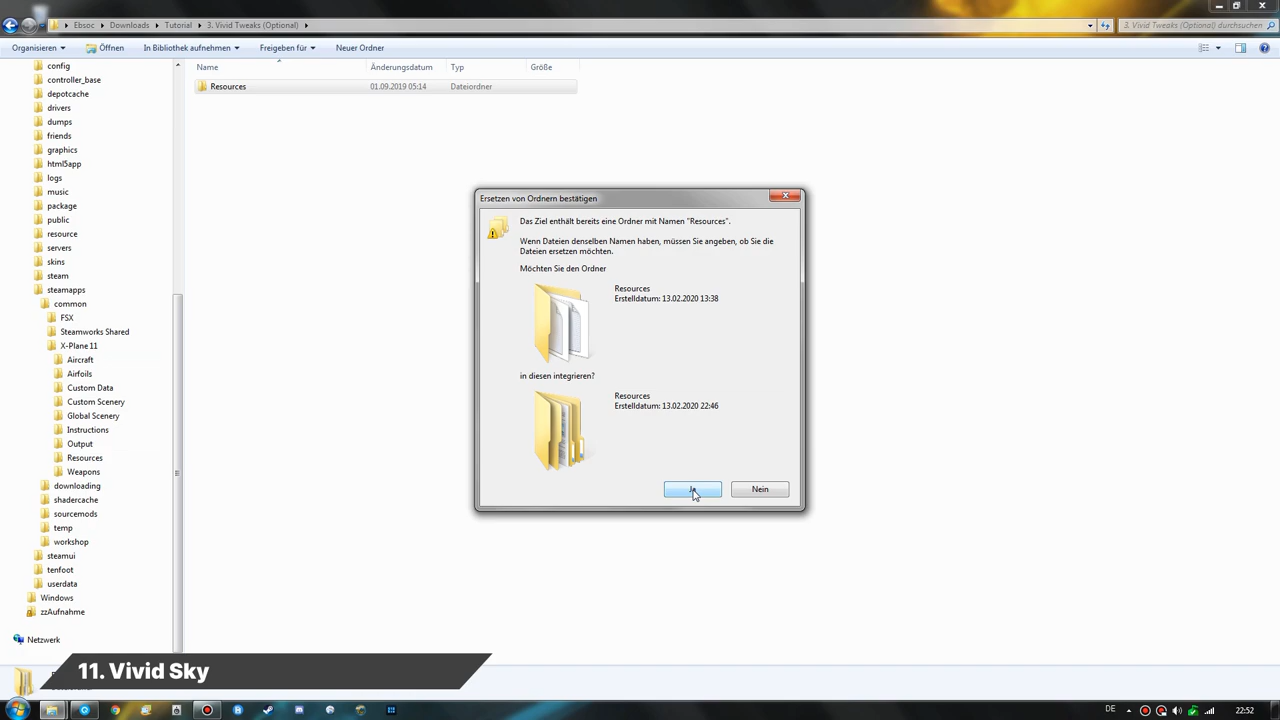 Ebsoc ▸ Downloads ▸ Tutorial ▸ 3. Vivid Tweaks (Optional) ▸
3. Vivid Tweaks (Optional) durchsuchen
Organisieren Öffnen In Bibliothek aufnehmen Freigeben für Neuer Ordner
Name Änderungsdatum Typ Größe
Resources 01.09.2019 05:14 Dateiordner
config
controller_base
depotcache
drivers
dumps
friends
graphics
html5app
logs
music
package
public
resource
servers
skins
steam
steamapps
common
FSX
Steamworks Shared
X-Plane 11
Aircraft
Airfoils
Custom Data
Custom Scenery
Global Scenery
Instructions
Output
Resources
Weapons
downloading
shadercache
sourcemods
temp
workshop
steamui
tenfoot
userdata
Windows
zzAufnahme
Netzwerk
Ersetzen von Ordnern bestätigen
Das Ziel enthält bereits eine Ordner mit Namen "Resources".
Wenn Dateien denselben Namen haben, müssen Sie angeben, ob Sie die
Dateien ersetzen möchten.
Möchten Sie den Ordner
Resources
Erstelldatum: 13.02.2020 13:38
in diesen integrieren?
Resources
Erstelldatum: 13.02.2020 22:46
Ja Nein
11. Vivid Sky
DE 22:52